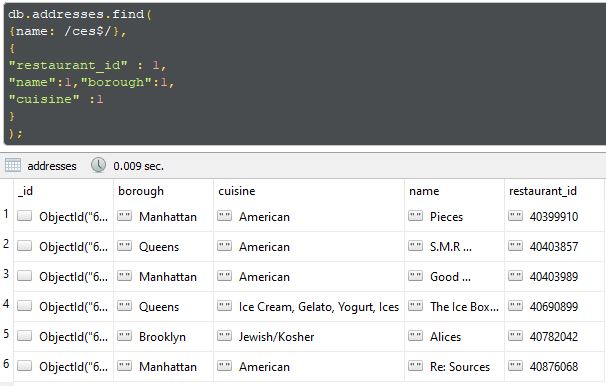 db.addresses.find(
{name: /ces$/},
{
"restaurant_id" : 1,
"name":1,"borough":1,
"cuisine" :1
}
);
addresses 0.009 sec.
_id borough cuisine name restaurant_id
1 ObjectId("6... "" Manhattan "" American "" Pieces "" 40399910
2 ObjectId("6... "" Queens "" American "" S.M.R ... "" 40403857
3 ObjectId("6... "" Manhattan "" American "" Good ... "" 40403989
4 ObjectId("6... "" Queens "" Ice Cream, Gelato, Yogurt, Ices "" The Ice Box... "" 40690899
5 ObjectId("6... "" Brooklyn "" Jewish/Kosher "" Alices "" 40782042
6 ObjectId("6... "" Manhattan "" American "" Re: Sources "" 40876068